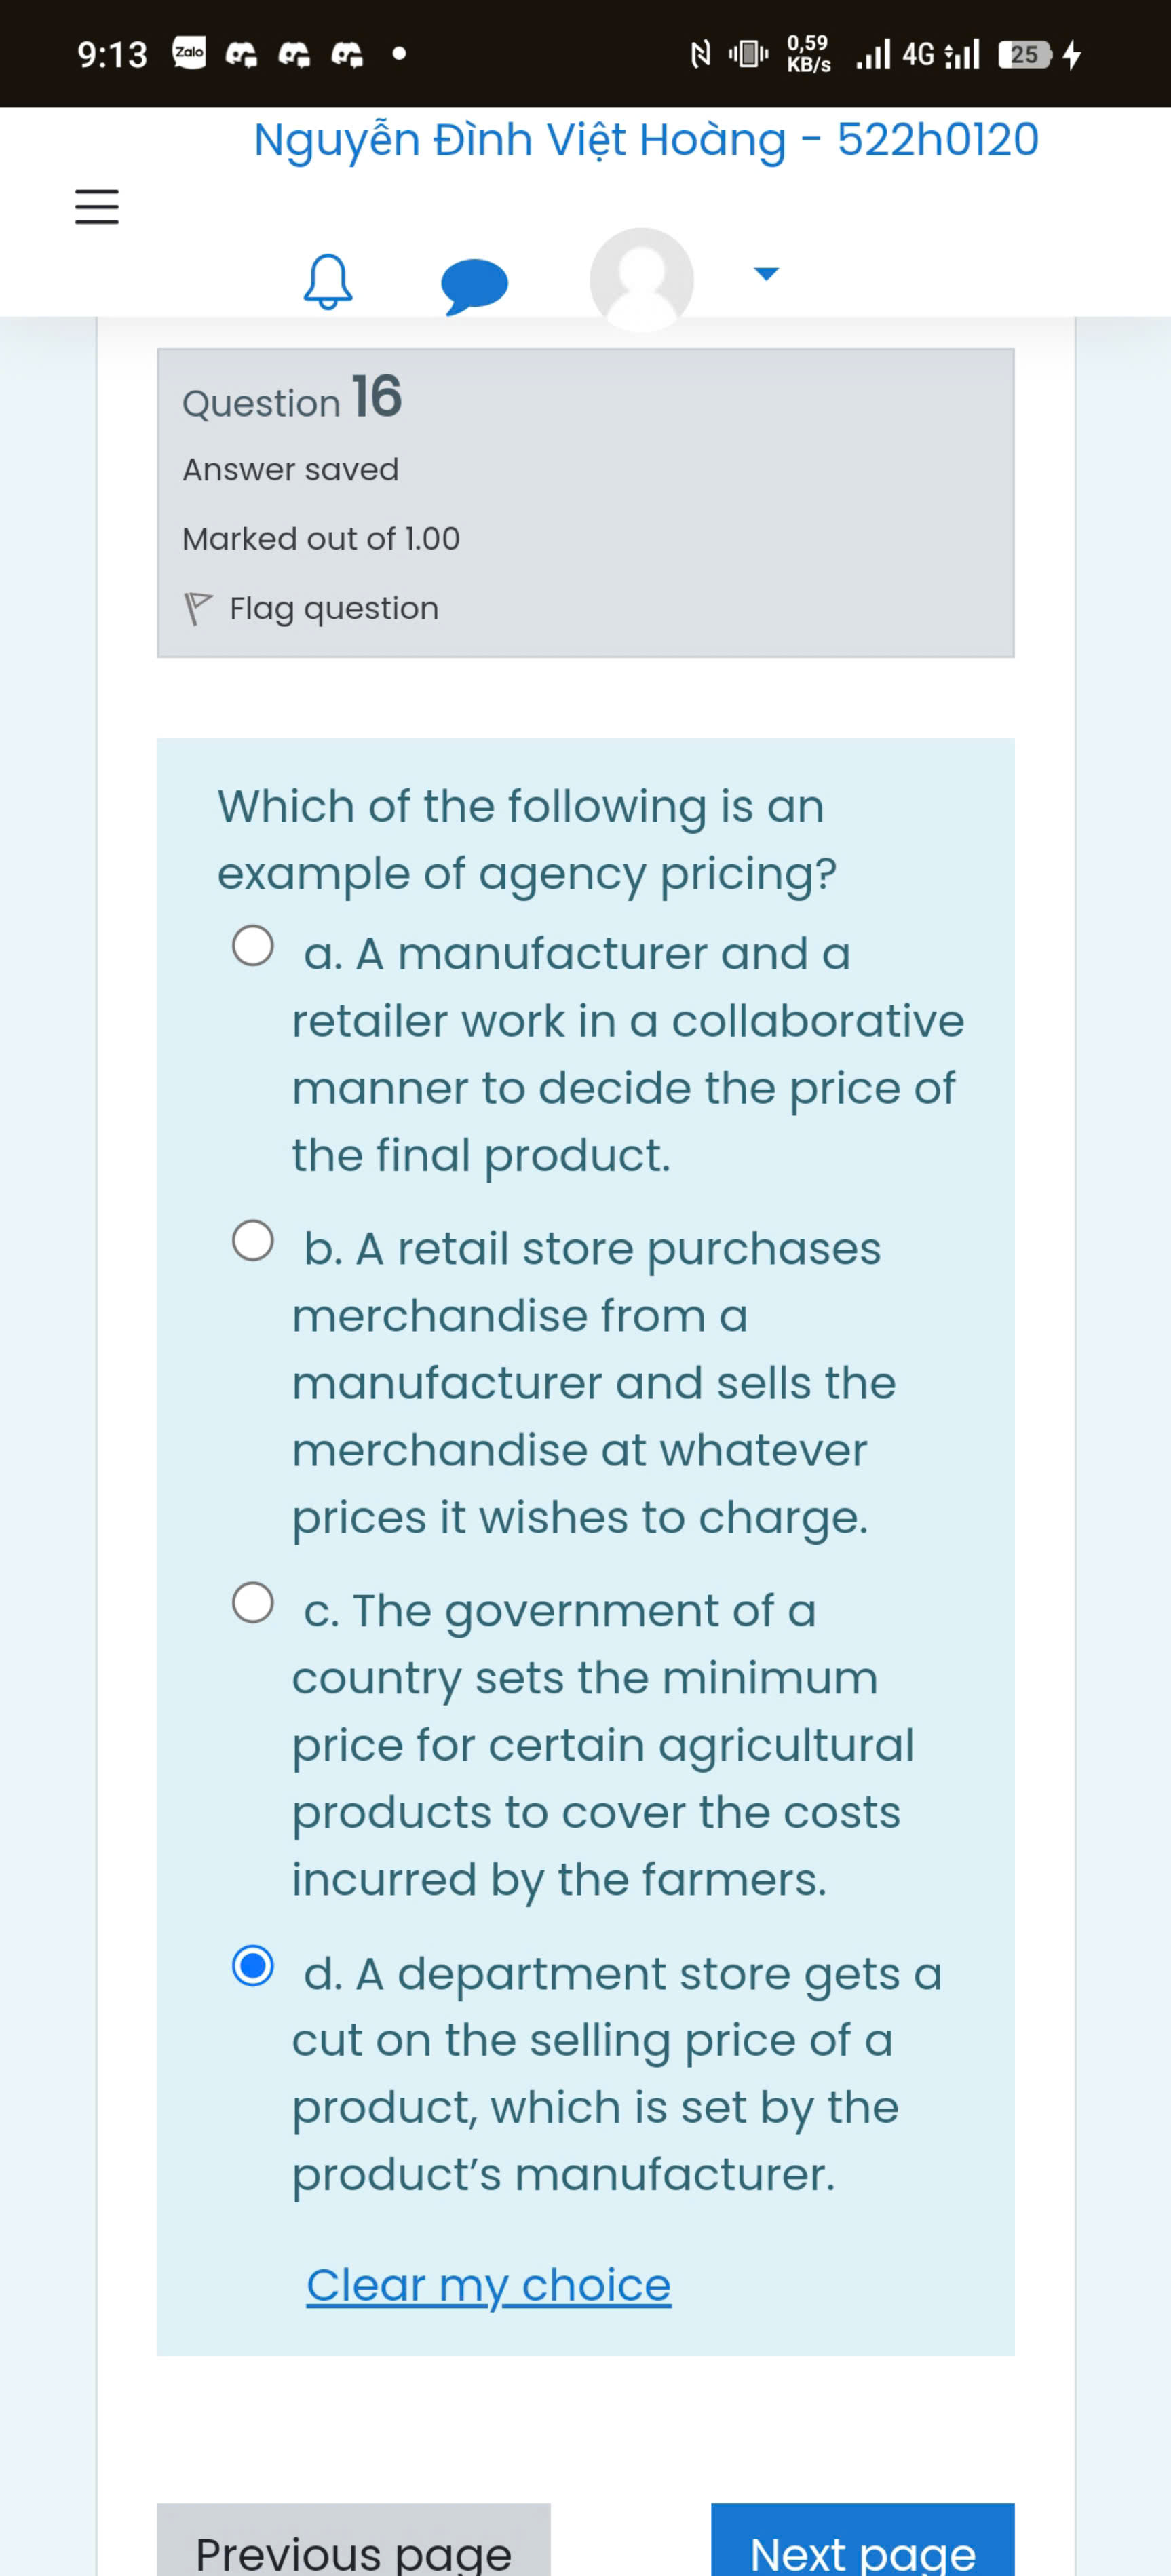 9:13 Zalo 0,59 KB/s 4G 25
Nguyễn Đình Việt Hoàng - 522h0120
Question 16
Answer saved
Marked out of 1.00
Flag question
Which of the following is an
example of agency pricing?
a. A manufacturer and a
retailer work in a collaborative
manner to decide the price of
the final product.
b. A retail store purchases
merchandise from a
manufacturer and sells the
merchandise at whatever
prices it wishes to charge.
c. The government of a
country sets the minimum
price for certain agricultural
products to cover the costs
incurred by the farmers.
d. A department store gets a
cut on the selling price of a
product, which is set by the
product’s manufacturer.
Clear my choice
Previous page Next page